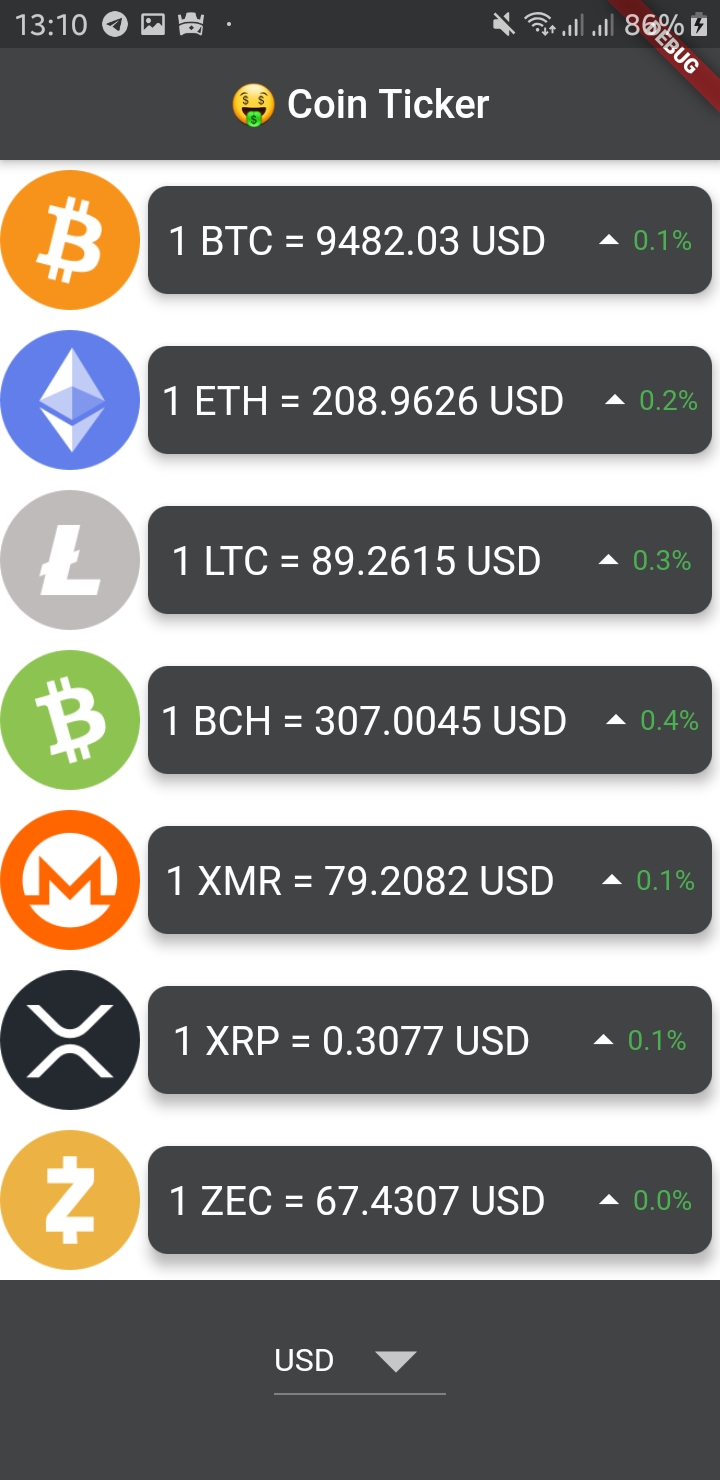 13:10 86%
DEBUG
🤑 Coin Ticker
1 BTC = 9482.03 USD 0.1%
1 ETH = 208.9626 USD 0.2%
1 LTC = 89.2615 USD 0.3%
1 BCH = 307.0045 USD 0.4%
1 XMR = 79.2082 USD 0.1%
1 XRP = 0.3077 USD 0.1%
1 ZEC = 67.4307 USD 0.0%
USD